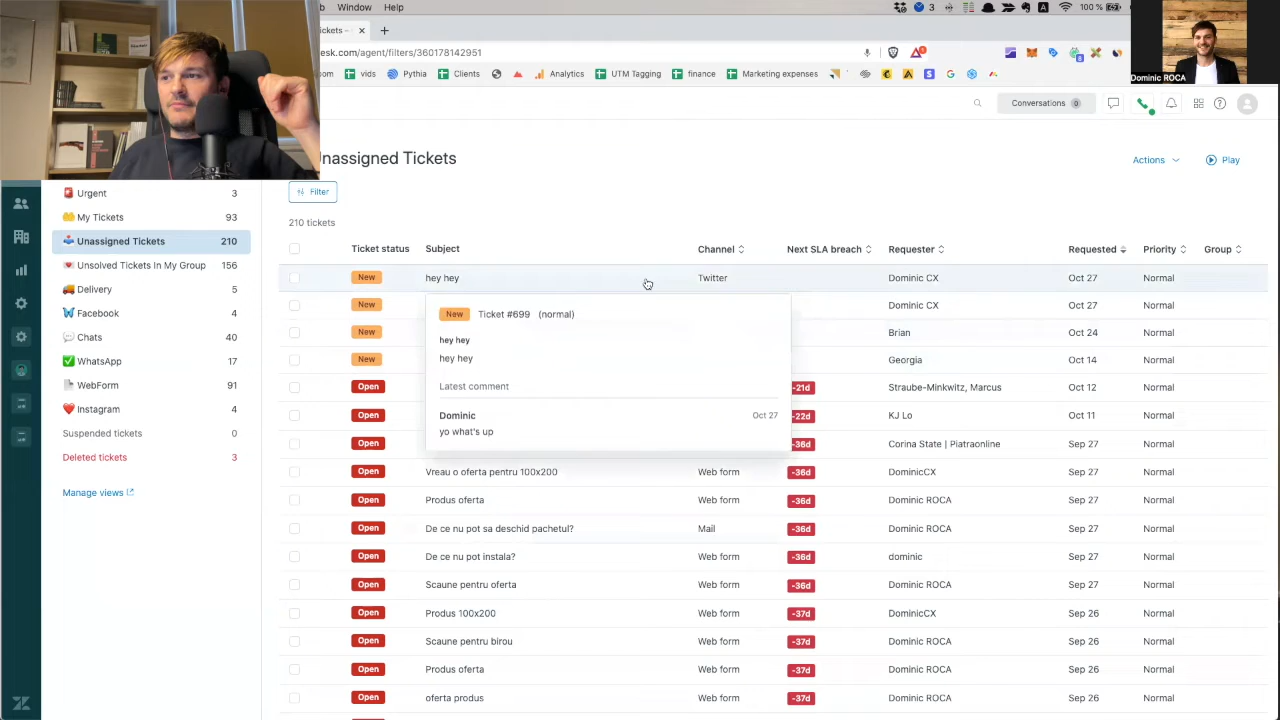 Window Help
100 %
Dominic ROCA
ickets –
esk.com/agent/filters/360178142951
om vids Pythia CIads Analytics UTM tagging finance Marketing expenses
Conversations 0
nassigned Tickets
Actions Play
Urgent 3
My Tickets 93
Unassigned Tickets 210
Unsolved Tickets In My Group 156
Delivery 5
Facebook 4
Chats 40
WhatsApp 17
WebForm 91
Instagram 4
Suspended tickets 0
Deleted tickets 3
Manage views
Filter
210 tickets
Ticket status Subject Channel Next SLA breach Requester Requested Priority Group
New hey hey Twitter Dominic CX Oct 27 Normal
New Dominic CX Oct 27 Normal
New Brian Oct 24 Normal
New Georgia Oct 14 Normal
Open -21d Straube-Minkwitz, Marcus Oct 12 Normal
Open -22d KJ Lo Oct 11 Normal
Open -36d Corina State | Piatraonline Sep 27 Normal
New Ticket #699 (normal)
hey hey
hey hey
Latest comment
Dominic Oct 27
yo what's up
Open Vreau o oferta pentru 100x200 Web form -36d DominicCX Sep 27 Normal
Open Produs oferta Web form -36d Dominic ROCA Sep 27 Normal
Open De ce nu pot sa deschid pachetul? Mail -36d Dominic ROCA Sep 27 Normal
Open De ce nu pot instala? Web form -36d dominic Sep 27 Normal
Open Scaune pentru oferta Web form -36d Dominic ROCA Sep 27 Normal
Open Produs 100x200 Web form -37d DominicCX Sep 26 Normal
Open Scaune pentru birou Web form -37d Dominic ROCA Sep 26 Normal
Open Produs oferta Web form -37d Dominic ROCA Sep 26 Normal
Open oferta produs Web form -37d Dominic ROCA Sep 26 Normal